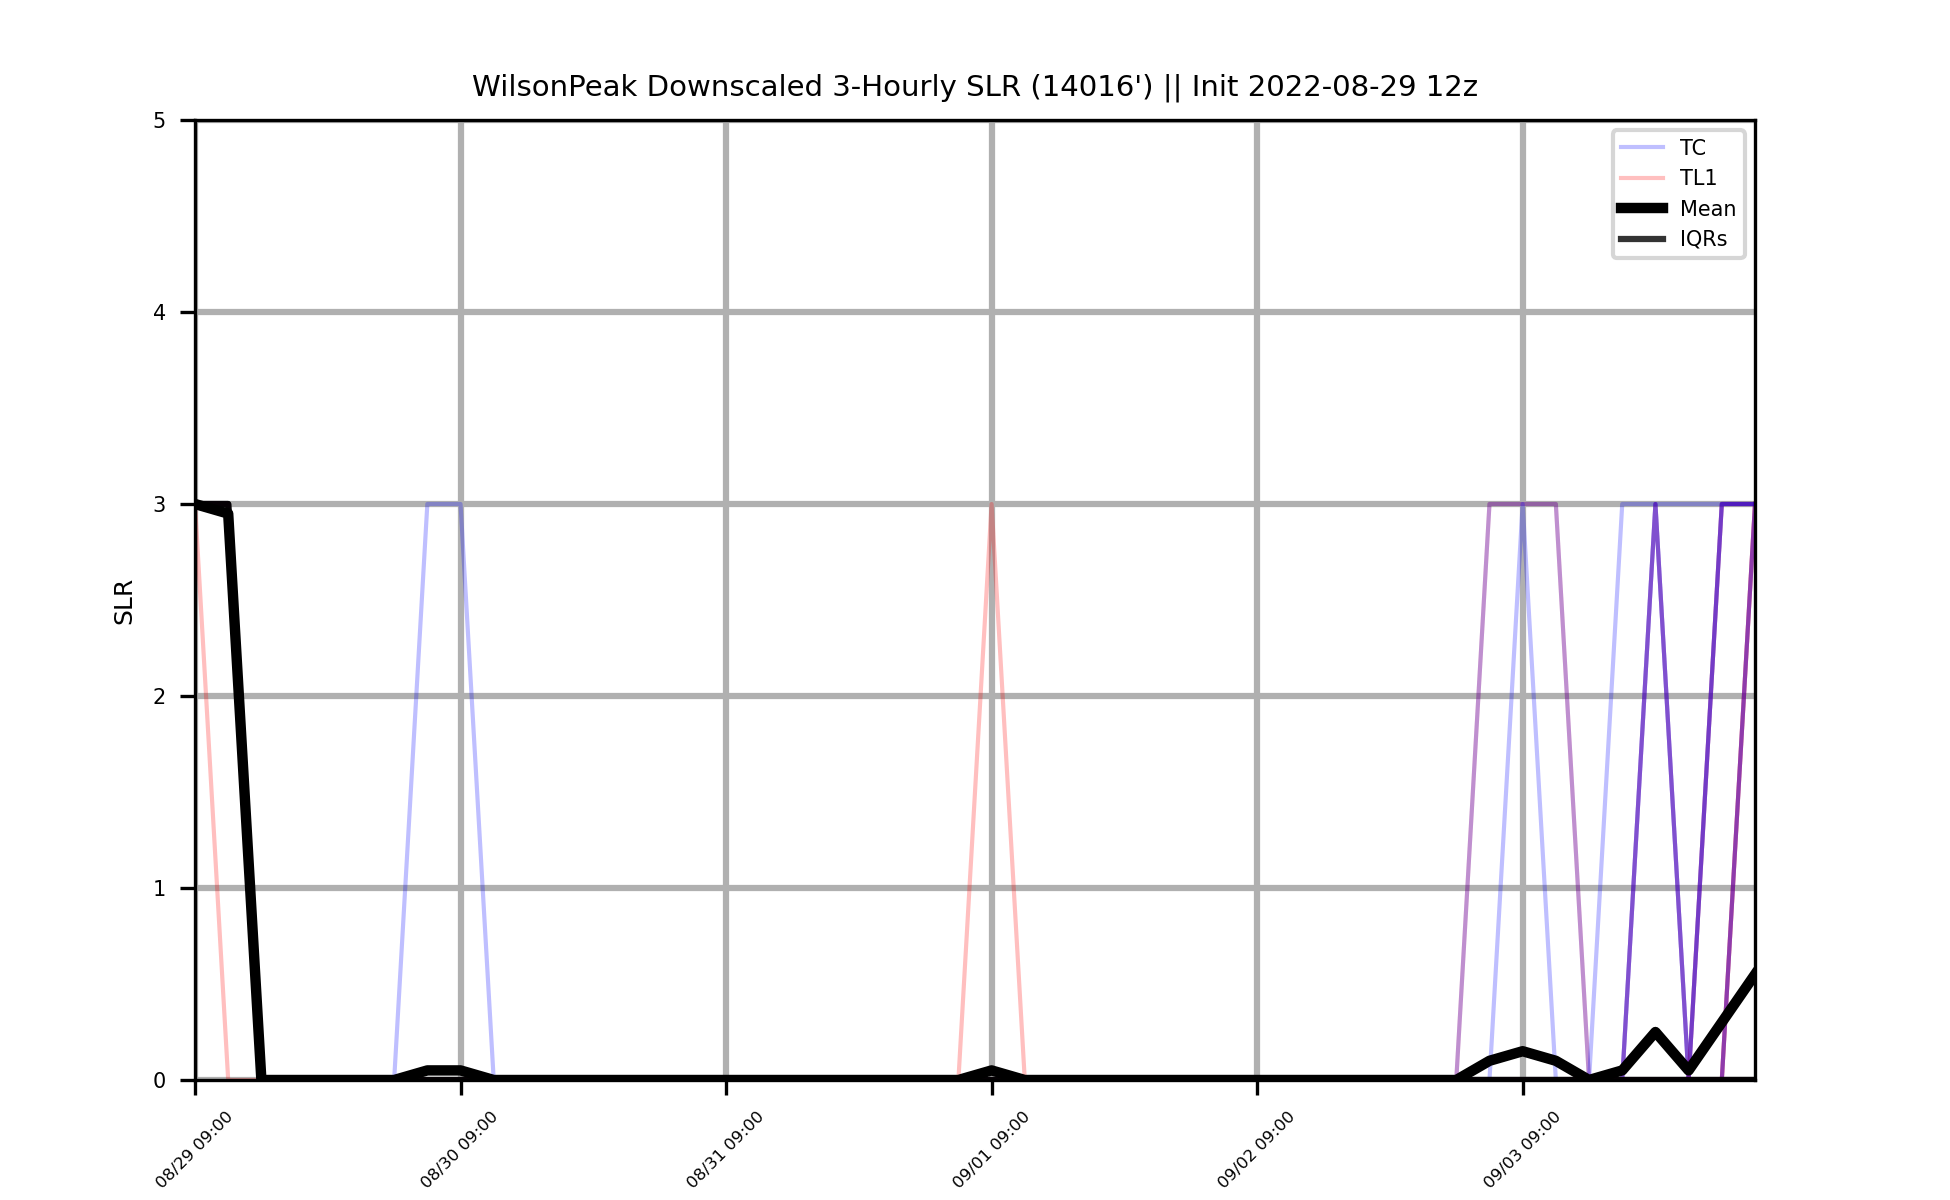 WilsonPeak Downscaled 3-Hourly SLR (14016') || Init 2022-08-29 12z
5
4
3
2
1
0
SLR
TC
TL1
Mean
IQRs
08/29 09:00
08/30 09:00
08/31 09:00
09/01 09:00
09/02 09:00
09/03 09:00